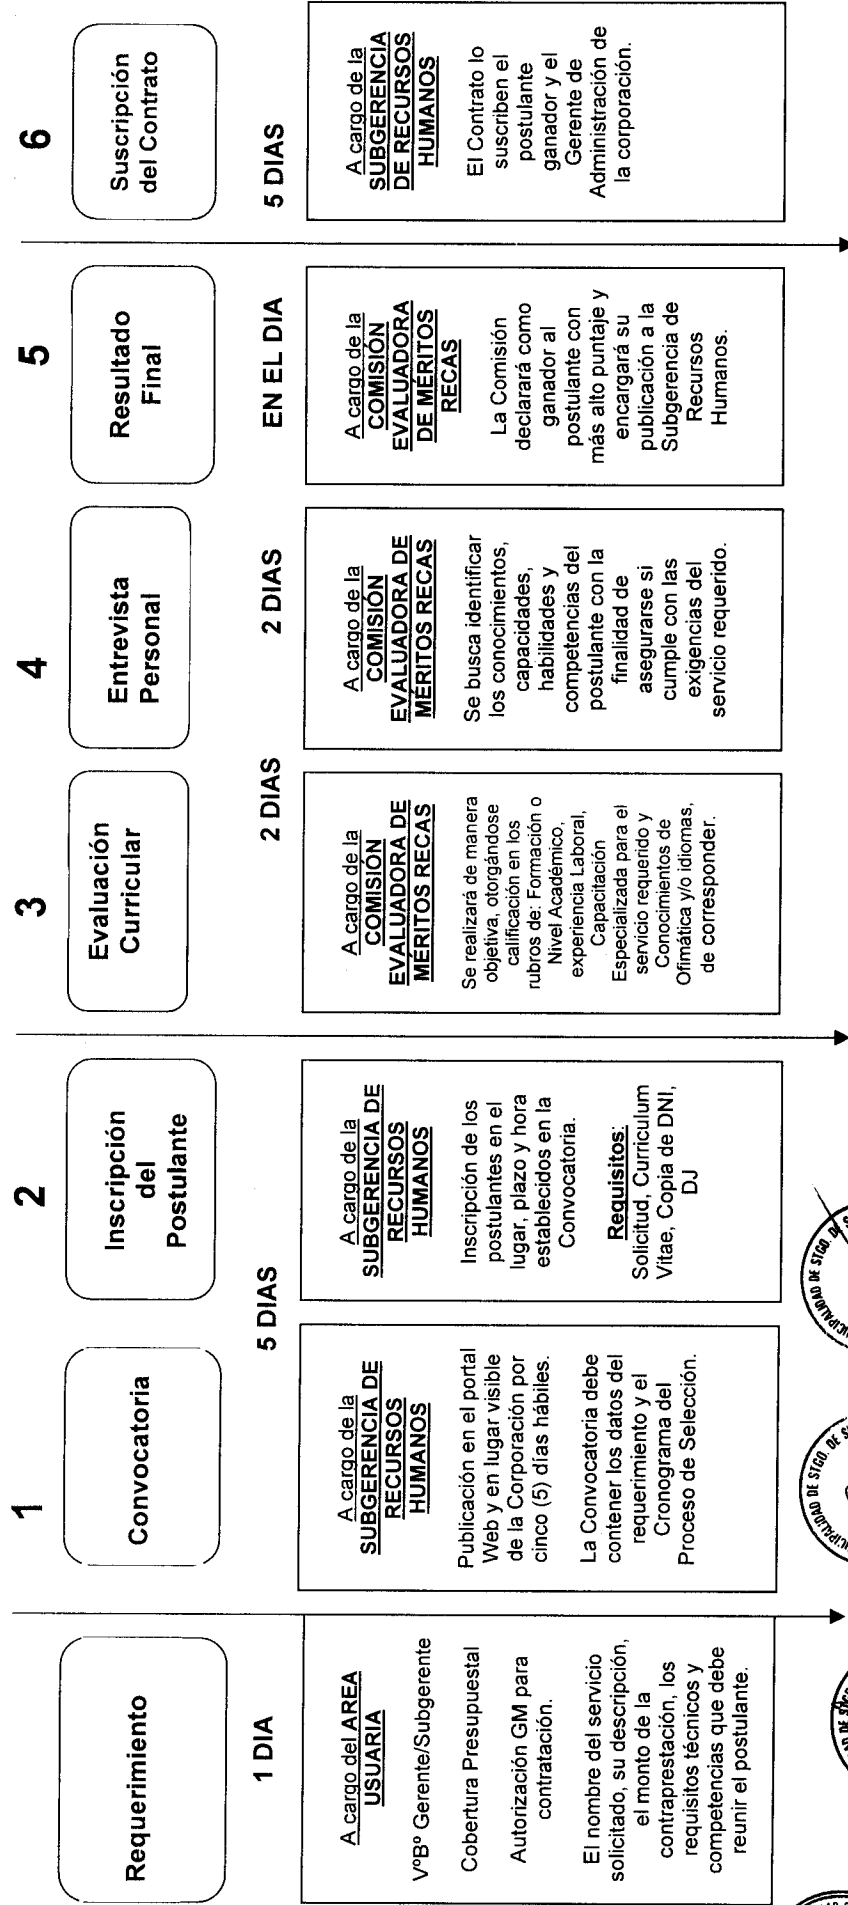 Requerimiento
1 DIA
A cargo del AREA
USUARIA
VºBº Gerente/Subgerente
Cobertura Presupuestal
Autorización GM para
contratación.
El nombre del servicio
solicitado, su descripción,
el monto de la
contraprestación, los
requisitos técnicos y
competencias que debe
reunir el postulante.
1
Convocatoria
5 DIAS
A cargo de la
SUBGERENCIA DE
RECURSOS
HUMANOS
Publicación en el portal
Web y en lugar visible
de la Corporación por
cinco (5) días hábiles.
La Convocatoria debe
contener los datos del
requerimiento y el
Cronograma del
Proceso de Selección.
2
Inscripción
del
Postulante
A cargo de la
SUBGERENCIA DE
RECURSOS
HUMANOS
Inscripción de los
postulantes en el
lugar, plazo y hora
establecidos en la
Convocatoria.
Requisitos:
Solicitud, Curriculum
Vitae, Copia de DNI,
DJ
3
Evaluación
Curricular
2 DIAS
A cargo de la
COMISIÓN
EVALUADORA DE
MÉRITOS RECAS
Se realizará de manera
objetiva, otorgándose
calificación en los
rubros de: Formación o
Nivel Académico,
experiencia Laboral,
Capacitación
Especializada para el
servicio requerido y
Conocimientos de
Ofimática y/o idiomas,
de corresponder.
4
Entrevista
Personal
2 DIAS
A cargo de la
COMISIÓN
EVALUADORA DE
MÉRITOS RECAS
Se busca identificar
los conocimientos,
capacidades,
habilidades y
competencias del
postulante con la
finalidad de
asegurarse si
cumple con las
exigencias del
servicio requerido.
5
Resultado
Final
EN EL DIA
A cargo de la
COMISIÓN
EVALUADORA
DE MÉRITOS
RECAS
La Comisión
declarará como
ganador al
postulante con
más alto puntaje y
encargará su
publicación a la
Subgerencia de
Recursos
Humanos.
6
Suscripción
del Contrato
5 DIAS
A cargo de la
SUBGERENCIA
DE RECURSOS
HUMANOS
El Contrato lo
suscriben el
postulante
ganador y el
Gerente de
Administración de
la corporación.
DE STGO.
DE STGO. DE
DE STGO. DE